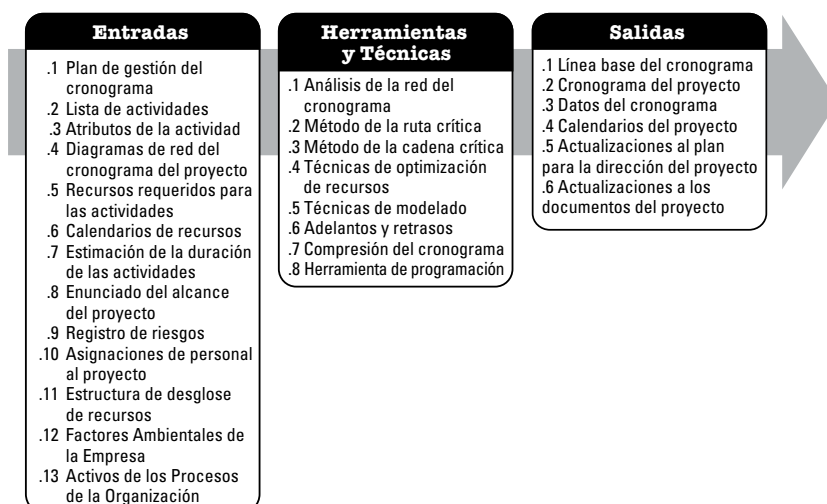 Entradas
.1 Plan de gestión del
cronograma
.2 Lista de actividades
.3 Atributos de la actividad
.4 Diagramas de red del
cronograma del proyecto
.5 Recursos requeridos para
las actividades
.6 Calendarios de recursos
.7 Estimación de la duración
de las actividades
.8 Enunciado del alcance
del proyecto
.9 Registro de riesgos
.10 Asignaciones de personal
al proyecto
.11 Estructura de desglose
de recursos
.12 Factores Ambientales de
la Empresa
.13 Activos de los Procesos
de la Organización
Herramientas
y Técnicas
.1 Análisis de la red del
cronograma
.2 Método de la ruta crítica
.3 Método de la cadena crítica
.4 Técnicas de optimización
de recursos
.5 Técnicas de modelado
.6 Adelantos y retrasos
.7 Compresión del cronograma
.8 Herramienta de programación
Salidas
.1 Línea base del cronograma
.2 Cronograma del proyecto
.3 Datos del cronograma
.4 Calendarios del proyecto
.5 Actualizaciones al plan
para la dirección del proyecto
.6 Actualizaciones a los
documentos del proyecto